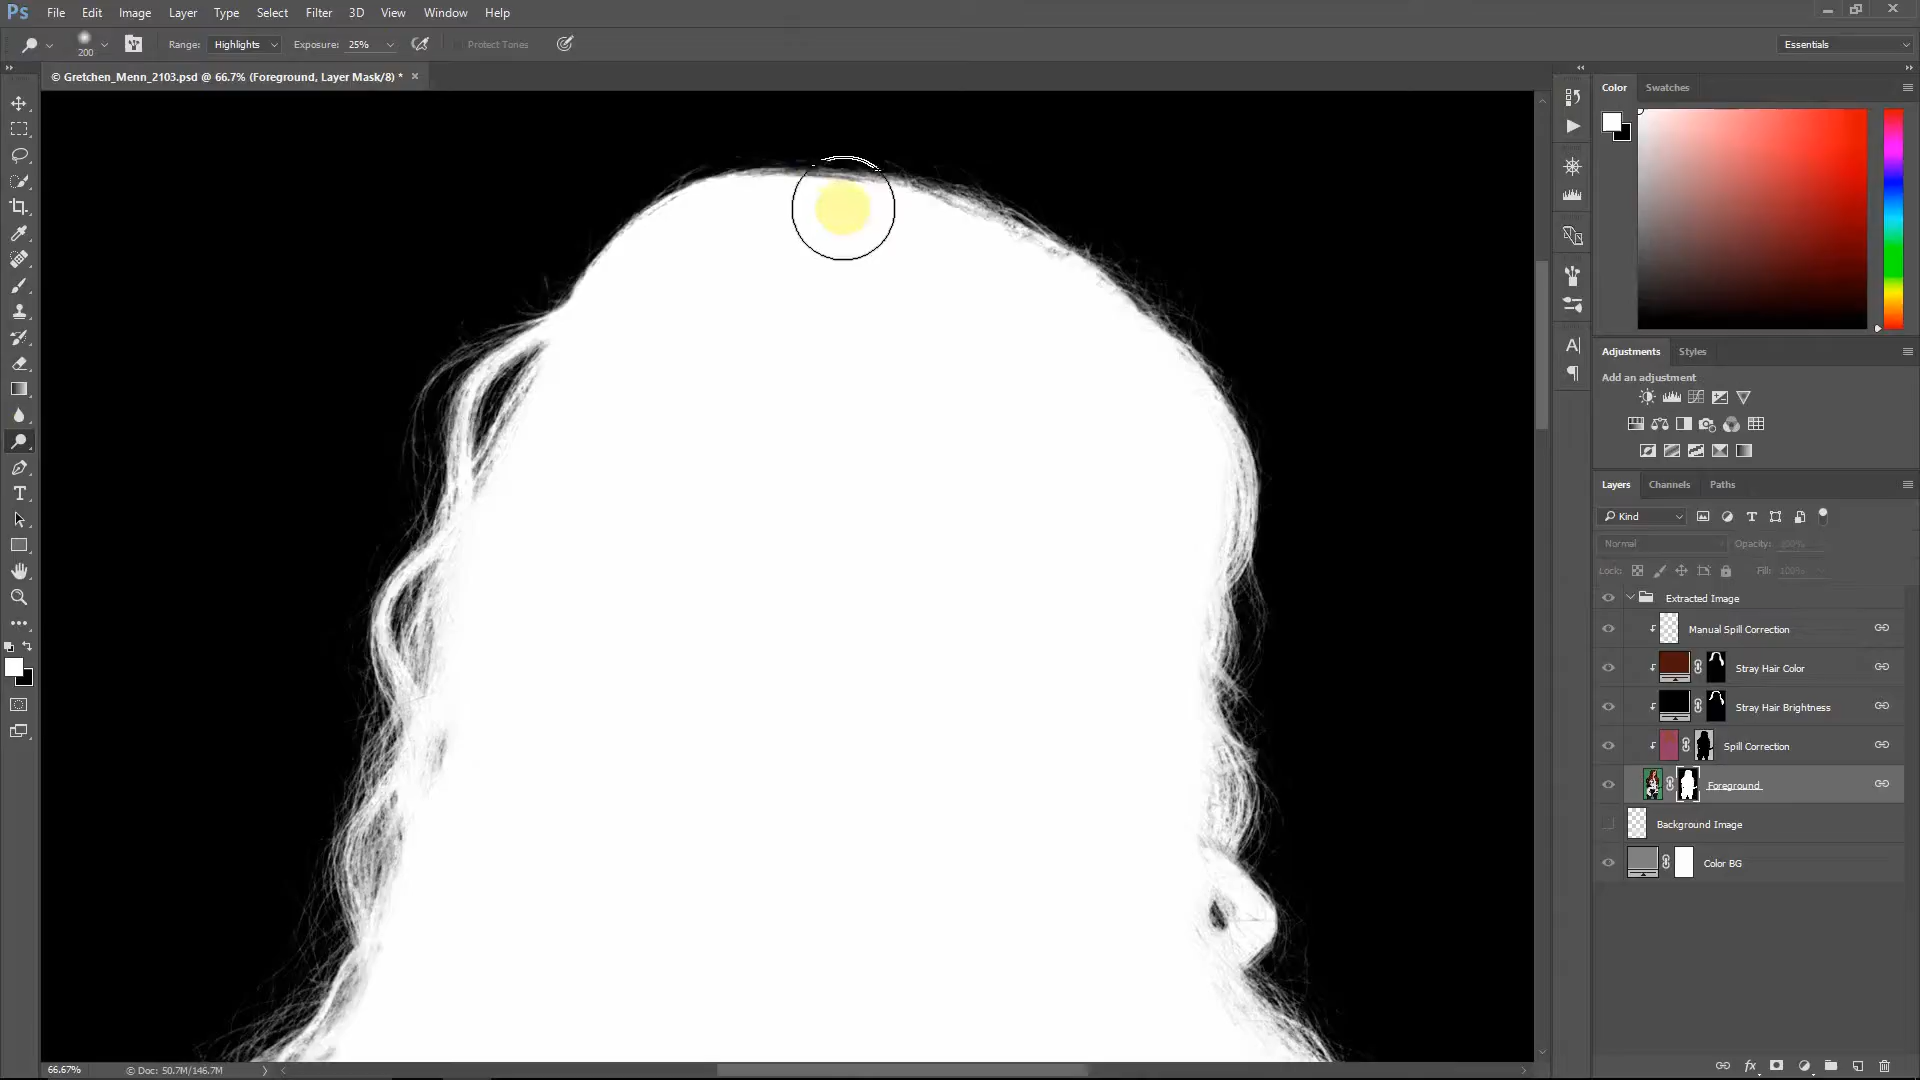 Ps File Edit Image Layer Type Select Filter 3D View Window Help
200 Range: Highlights Exposure: 25% Protect Tones Essentials
© Gretchen_Menn_2103.psd @ 66.7% (Foreground, Layer Mask/8) * ×
Color Swatches
Adjustments Styles
Add an adjustment
Layers Channels Paths
Kind
Normal Opacity: 100%
Lock: Fill: 100%
Extracted Image
Manual Spill Correction
Stray Hair Color
Stray Hair Brightness
Spill Correction
Foreground
Background Image
Color BG
66.67% © Doc: 50.7M/146.7M